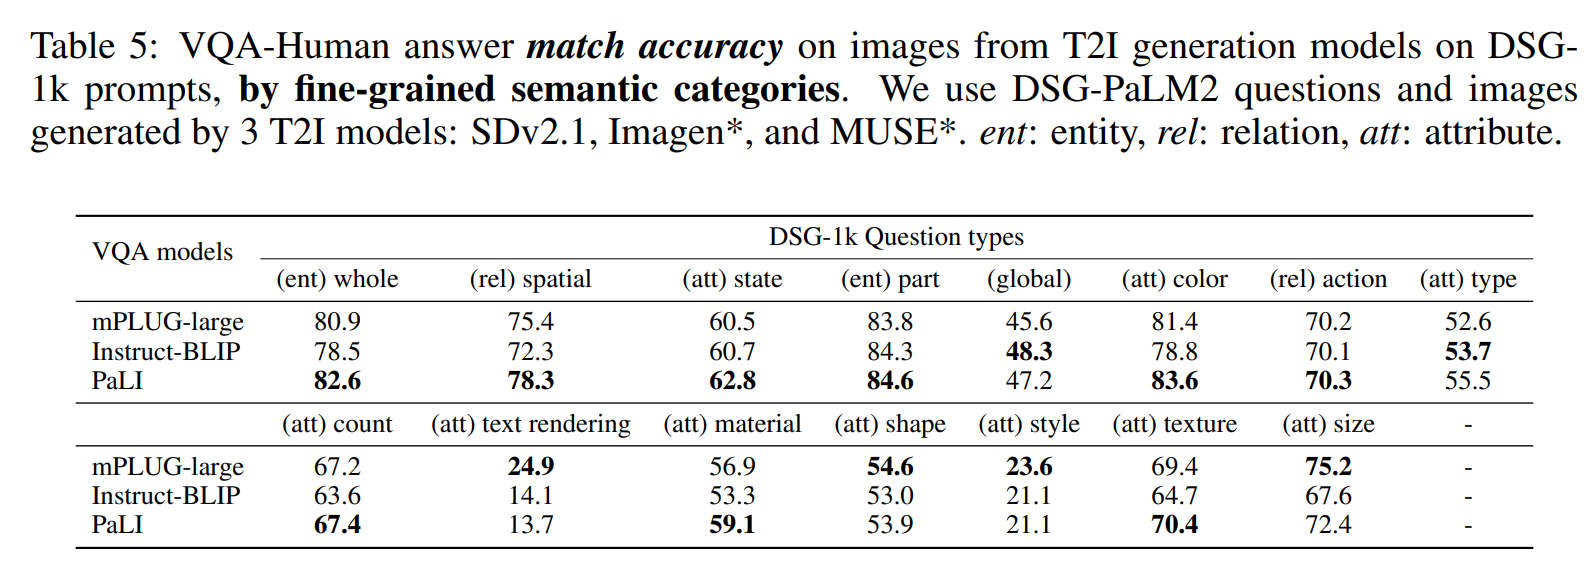 Table 5: VQA-Human answer match accuracy on images from T2I generation models on DSG-
1k prompts, by fine-grained semantic categories. We use DSG-PaLM2 questions and images
generated by 3 T2I models: SDv2.1, Imagen*, and MUSE*. ent: entity, rel: relation, att: attribute.
VQA models DSG-1k Question types
(ent) whole (rel) spatial (att) state (ent) part (global) (att) color (rel) action (att) type
mPLUG-large 80.9 75.4 60.5 83.8 45.6 81.4 70.2 52.6
Instruct-BLIP 78.5 72.3 60.7 84.3 48.3 78.8 70.1 53.7
PaLI 82.6 78.3 62.8 84.6 47.2 83.6 70.3 55.5
(att) count (att) text rendering (att) material (att) shape (att) style (att) texture (att) size -
mPLUG-large 67.2 24.9 56.9 54.6 23.6 69.4 75.2 -
Instruct-BLIP 63.6 14.1 53.3 53.0 21.1 64.7 67.6 -
PaLI 67.4 13.7 59.1 53.9 21.1 70.4 72.4 -